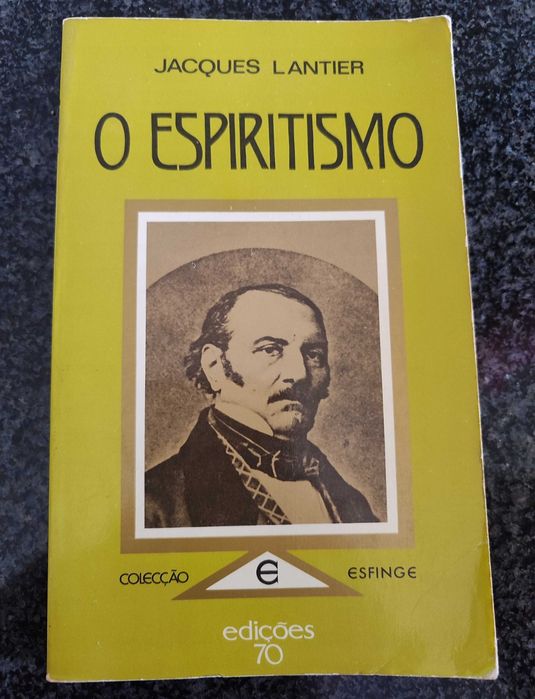 JACQUES LANTIER
O ESPIRITISMO
COLECÇÃO E ESFINGE
edições
70